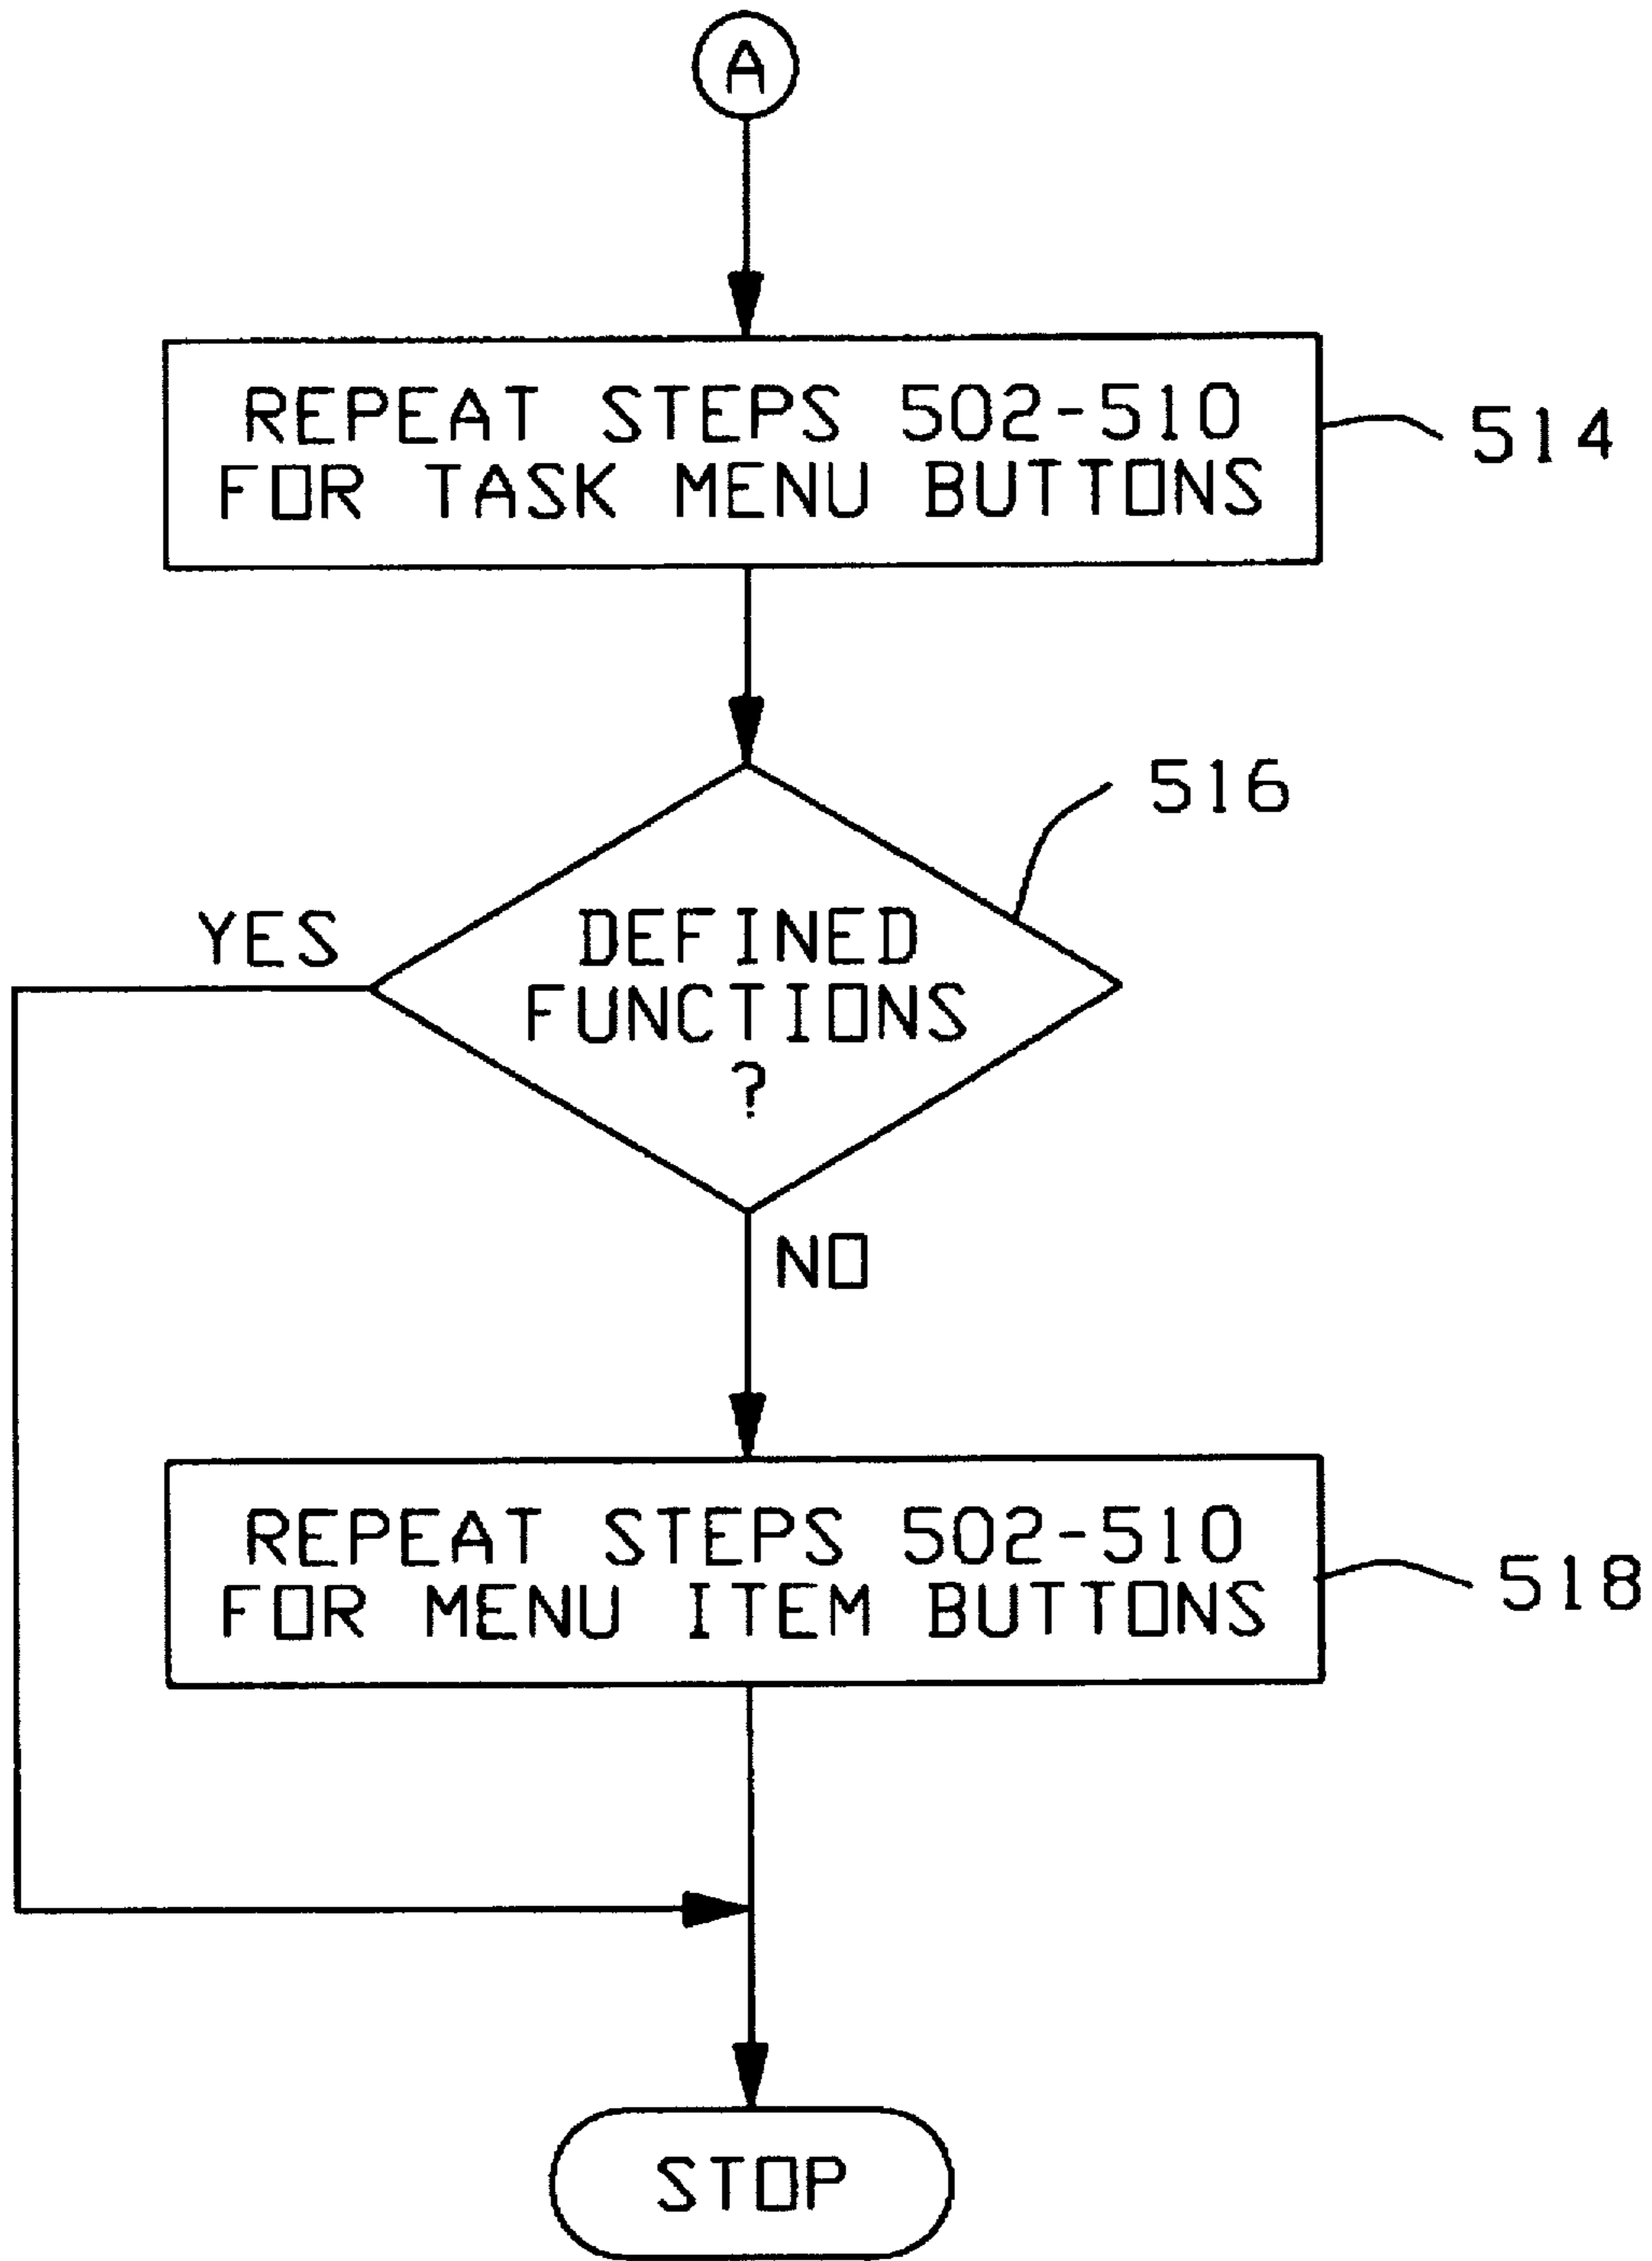 A
REPEAT STEPS 502-510
FOR TASK MENU BUTTONS
514
516
YES
DEFINED
FUNCTIONS
?
NO
REPEAT STEPS 502-510
FOR MENU ITEM BUTTONS
518
STOP